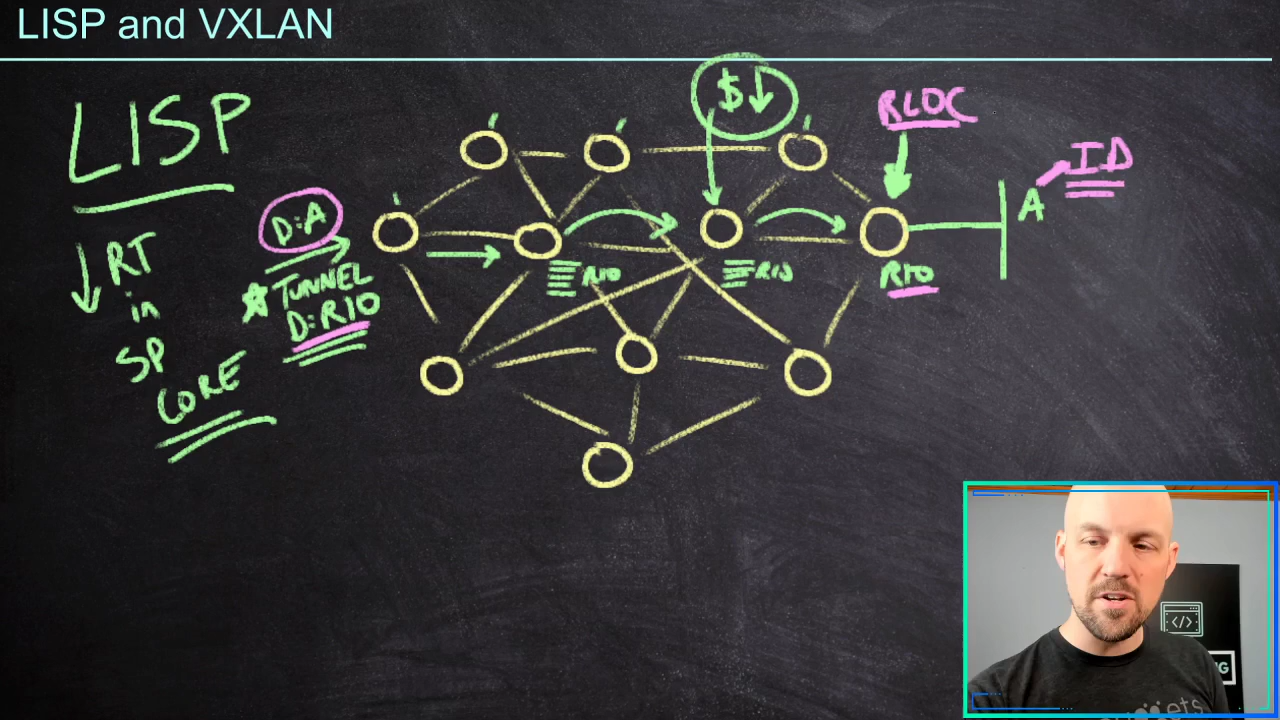 LISP and VXLAN
LISP
↓ RT
in
SP
CORE
D:A
TUNNEL
D:R10
$↓
RLOC
ID
A
R10
R10
R10
</>